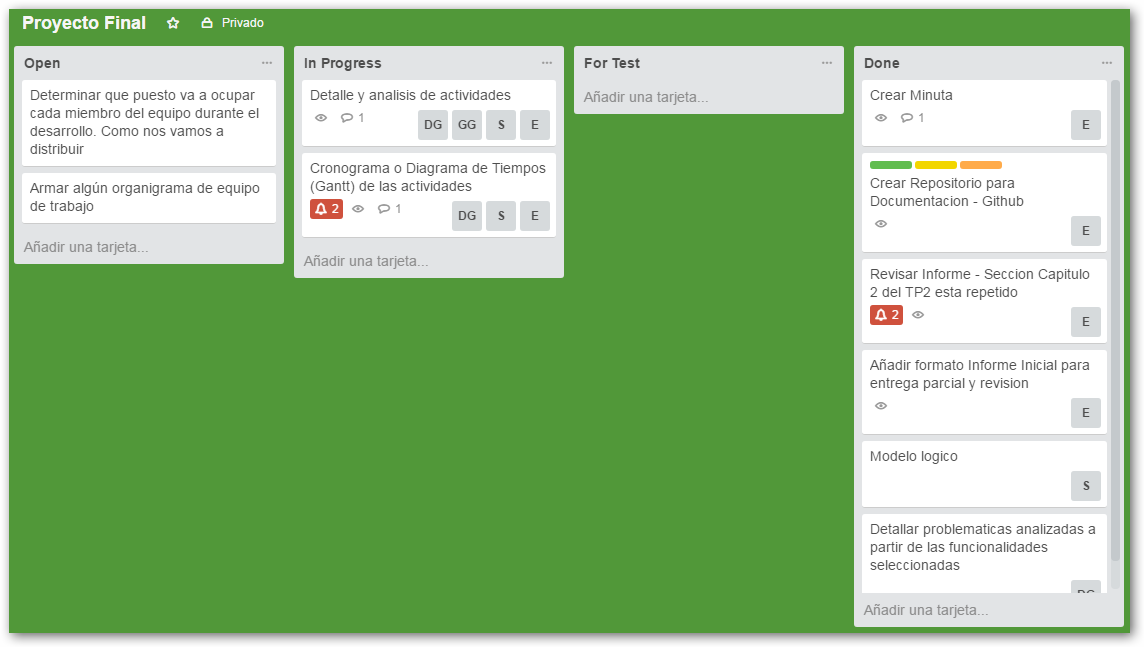 Proyecto Final Privado
Open
Determinar que puesto va a ocupar
cada miembro del equipo durante el
desarrollo. Como nos vamos a
distribuir
Armar algún organigrama de equipo
de trabajo
Añadir una tarjeta...
In Progress
Detalle y analisis de actividades
1
DG GG S E
Cronograma o Diagrama de Tiempos
(Gantt) de las actividades
2 1
DG S E
Añadir una tarjeta...
For Test
Añadir una tarjeta...
Done
Crear Minuta
1
E
Crear Repositorio para
Documentacion - Github
E
Revisar Informe - Seccion Capitulo
2 del TP2 esta repetido
2
E
Añadir formato Informe Inicial para
entrega parcial y revision
E
Modelo logico
S
Detallar problematicas analizadas a
partir de las funcionalidades
seleccionadas
Añadir una tarjeta...